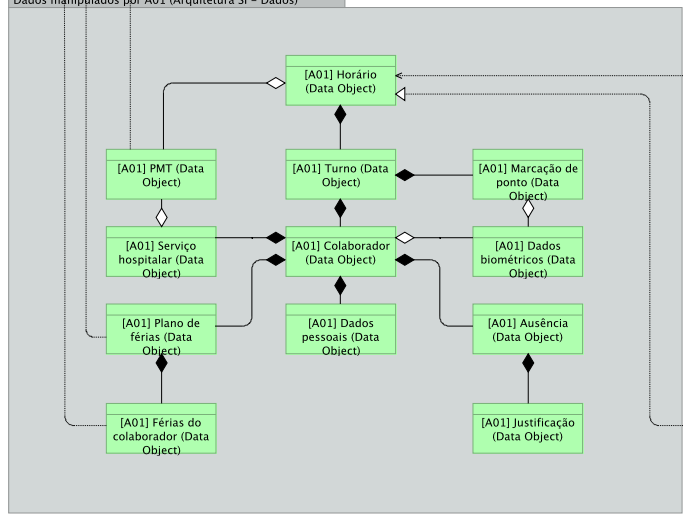 Dados manipulados por A01 (Arquitetura SI - Dados)
[A01] Horário
(Data Object)
[A01] PMT (Data
Object)
[A01] Turno (Data
Object)
[A01] Marcação de
ponto (Data
Object)
[A01] Serviço
hospitalar (Data
Object)
[A01] Colaborador
(Data Object)
[A01] Dados
biométricos (Data
Object)
[A01] Plano de
férias (Data
Object)
[A01] Dados
pessoais (Data
Object)
[A01] Ausência
(Data Object)
[A01] Férias do
colaborador (Data
Object)
[A01] Justificação
(Data Object)